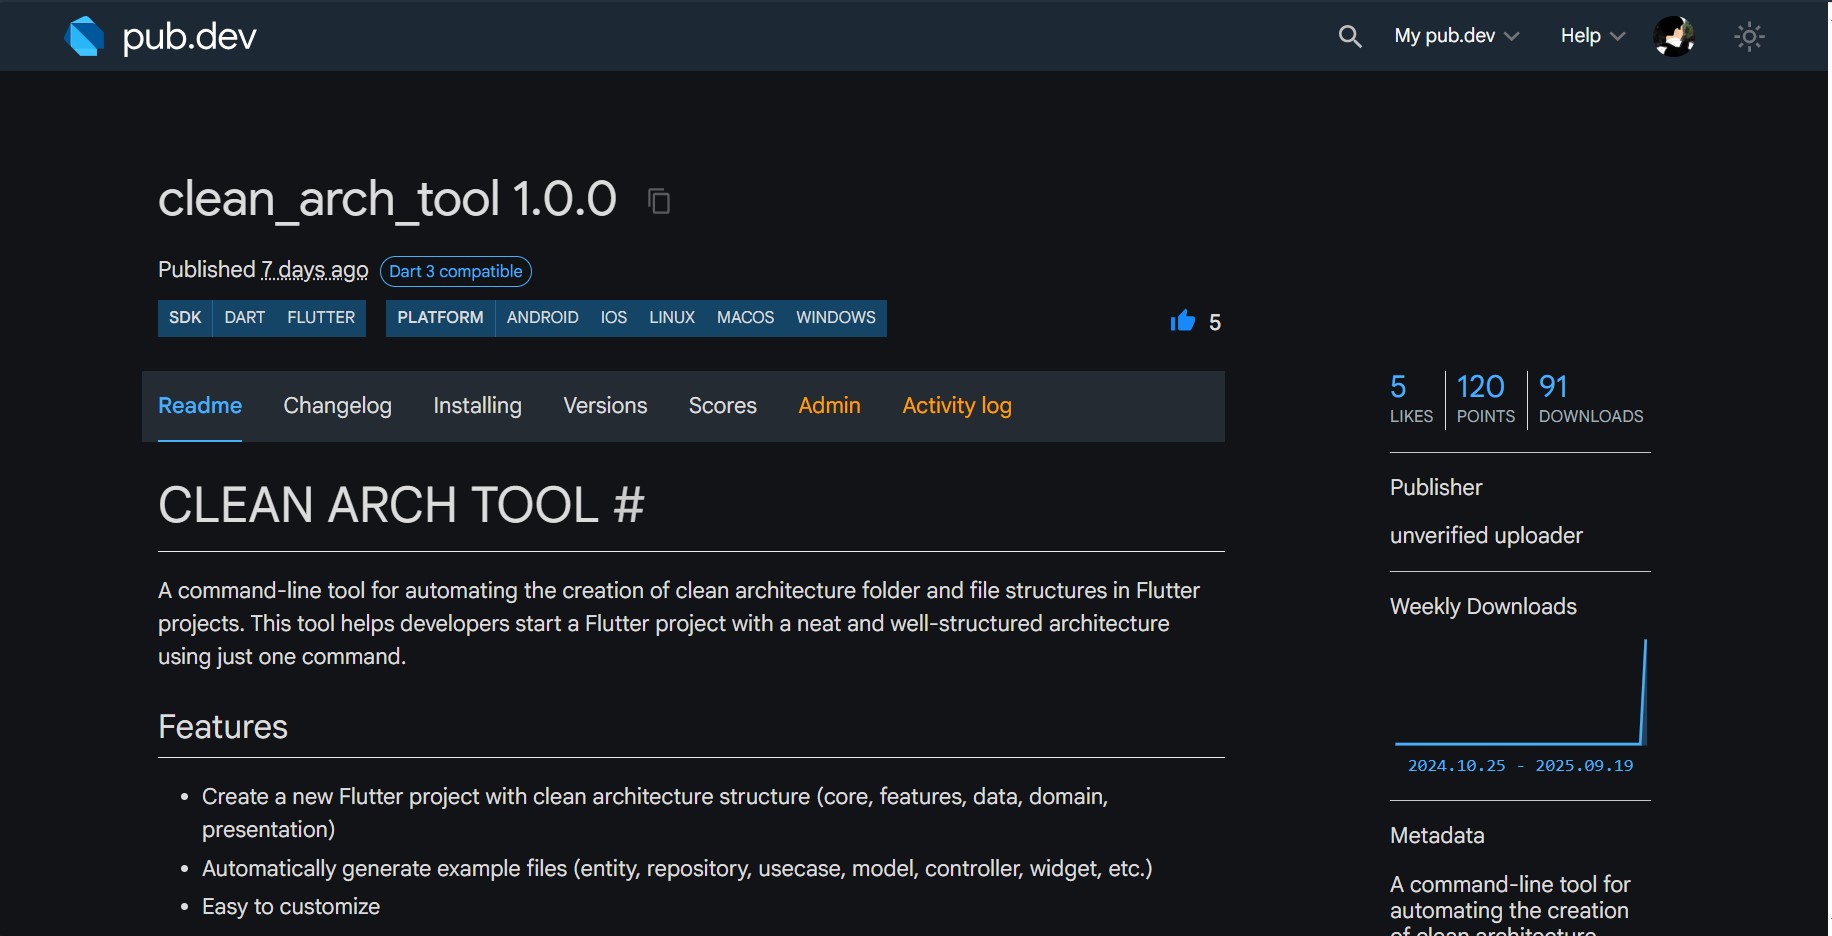 pub.dev
My pub.dev
Help
clean_arch_tool 1.0.0
Published 7 days ago
Dart 3 compatible
SDK DART FLUTTER
PLATFORM ANDROID IOS LINUX MACOS WINDOWS
5
Readme Changelog Installing Versions Scores Admin Activity log
CLEAN ARCH TOOL #
A command-line tool for automating the creation of clean architecture folder and file structures in Flutter
projects. This tool helps developers start a Flutter project with a neat and well-structured architecture
using just one command.
Features
• Create a new Flutter project with clean architecture structure (core, features, data, domain,
presentation)
• Automatically generate example files (entity, repository, usecase, model, controller, widget, etc.)
• Easy to customize
5 120 91
LIKES POINTS DOWNLOADS
Publisher
unverified uploader
Weekly Downloads
2024.10.25 - 2025.09.19
Metadata
A command-line tool for
automating the creation
of clean architecture